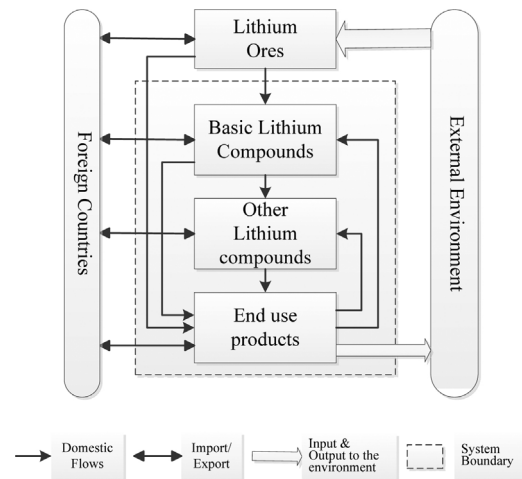 Lithium
Ores
Basic Lithium
Compounds
Other
Lithium
compounds
End use
products
Foreign Countries
External Environment
Domestic
Flows
Import/
Export
Input &
Output to the
environment
System
Boundary